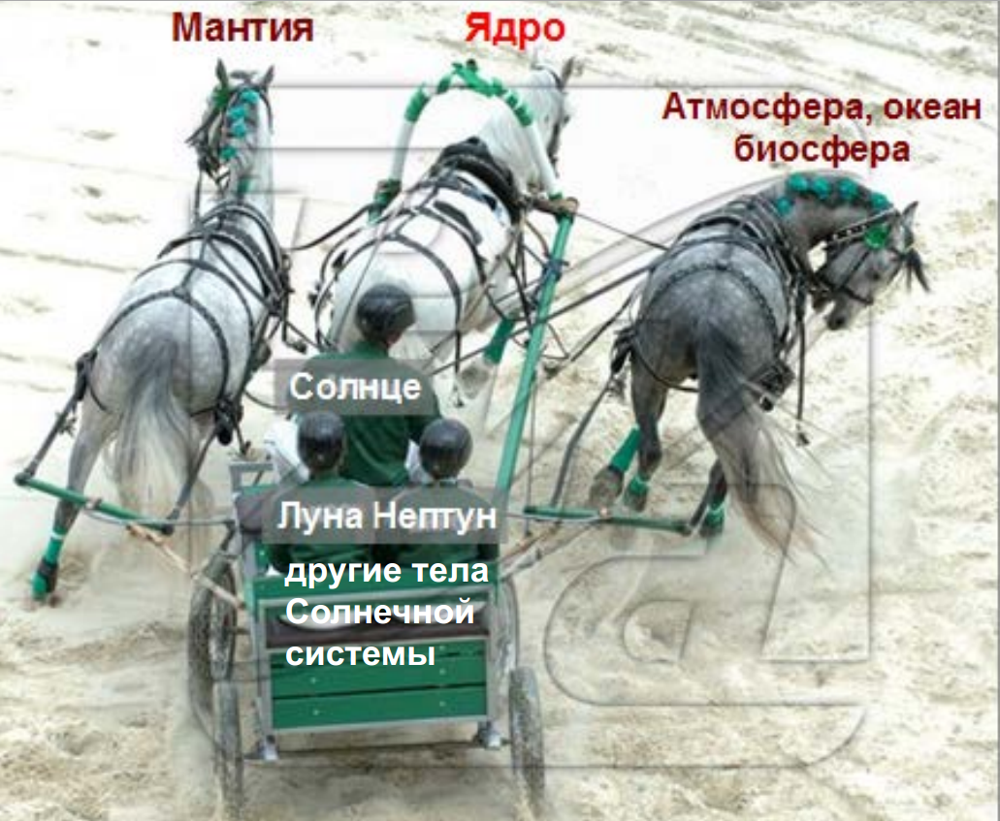 Мантия
Ядро
Атмосфера, океан
биосфера
Солнце
Луна Нептун
другие тела
Солнечной
системы